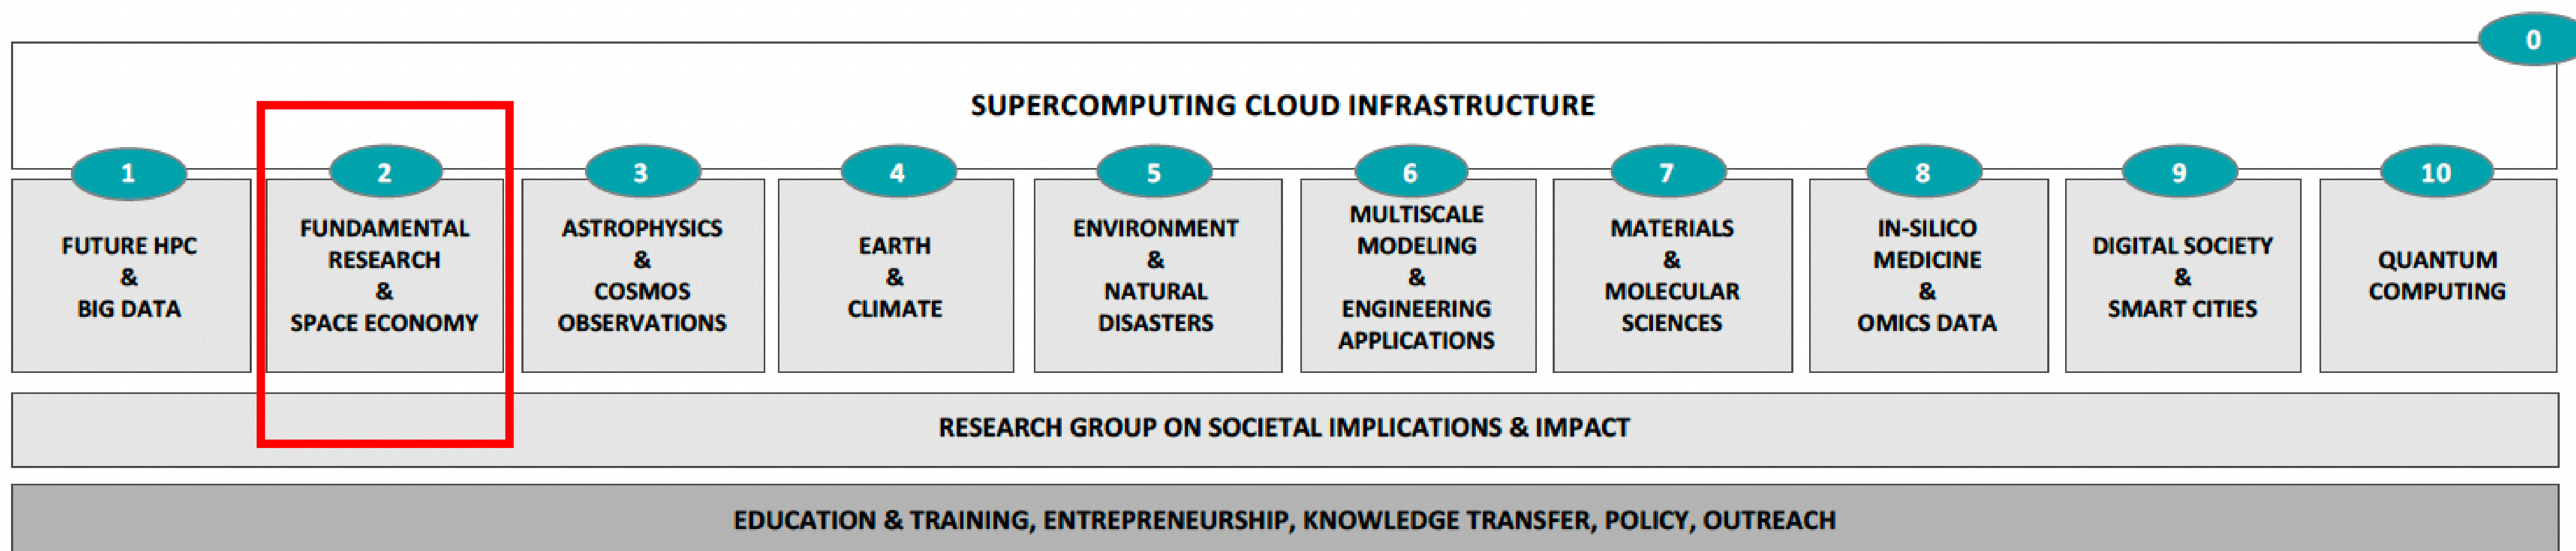 0
SUPERCOMPUTING CLOUD INFRASTRUCTURE
1
FUTURE HPC
&
BIG DATA
2
FUNDAMENTAL
RESEARCH
&
SPACE ECONOMY
3
ASTROPHYSICS
&
COSMOS
OBSERVATIONS
4
EARTH
&
CLIMATE
5
ENVIRONMENT
&
NATURAL
DISASTERS
6
MULTISCALE
MODELING
&
ENGINEERING
APPLICATIONS
7
MATERIALS
&
MOLECULAR
SCIENCES
8
IN-SILICO
MEDICINE
&
OMICS DATA
9
DIGITAL SOCIETY
&
SMART CITIES
10
QUANTUM
COMPUTING
RESEARCH GROUP ON SOCIETAL IMPLICATIONS & IMPACT
EDUCATION & TRAINING, ENTREPRENEURSHIP, KNOWLEDGE TRANSFER, POLICY, OUTREACH